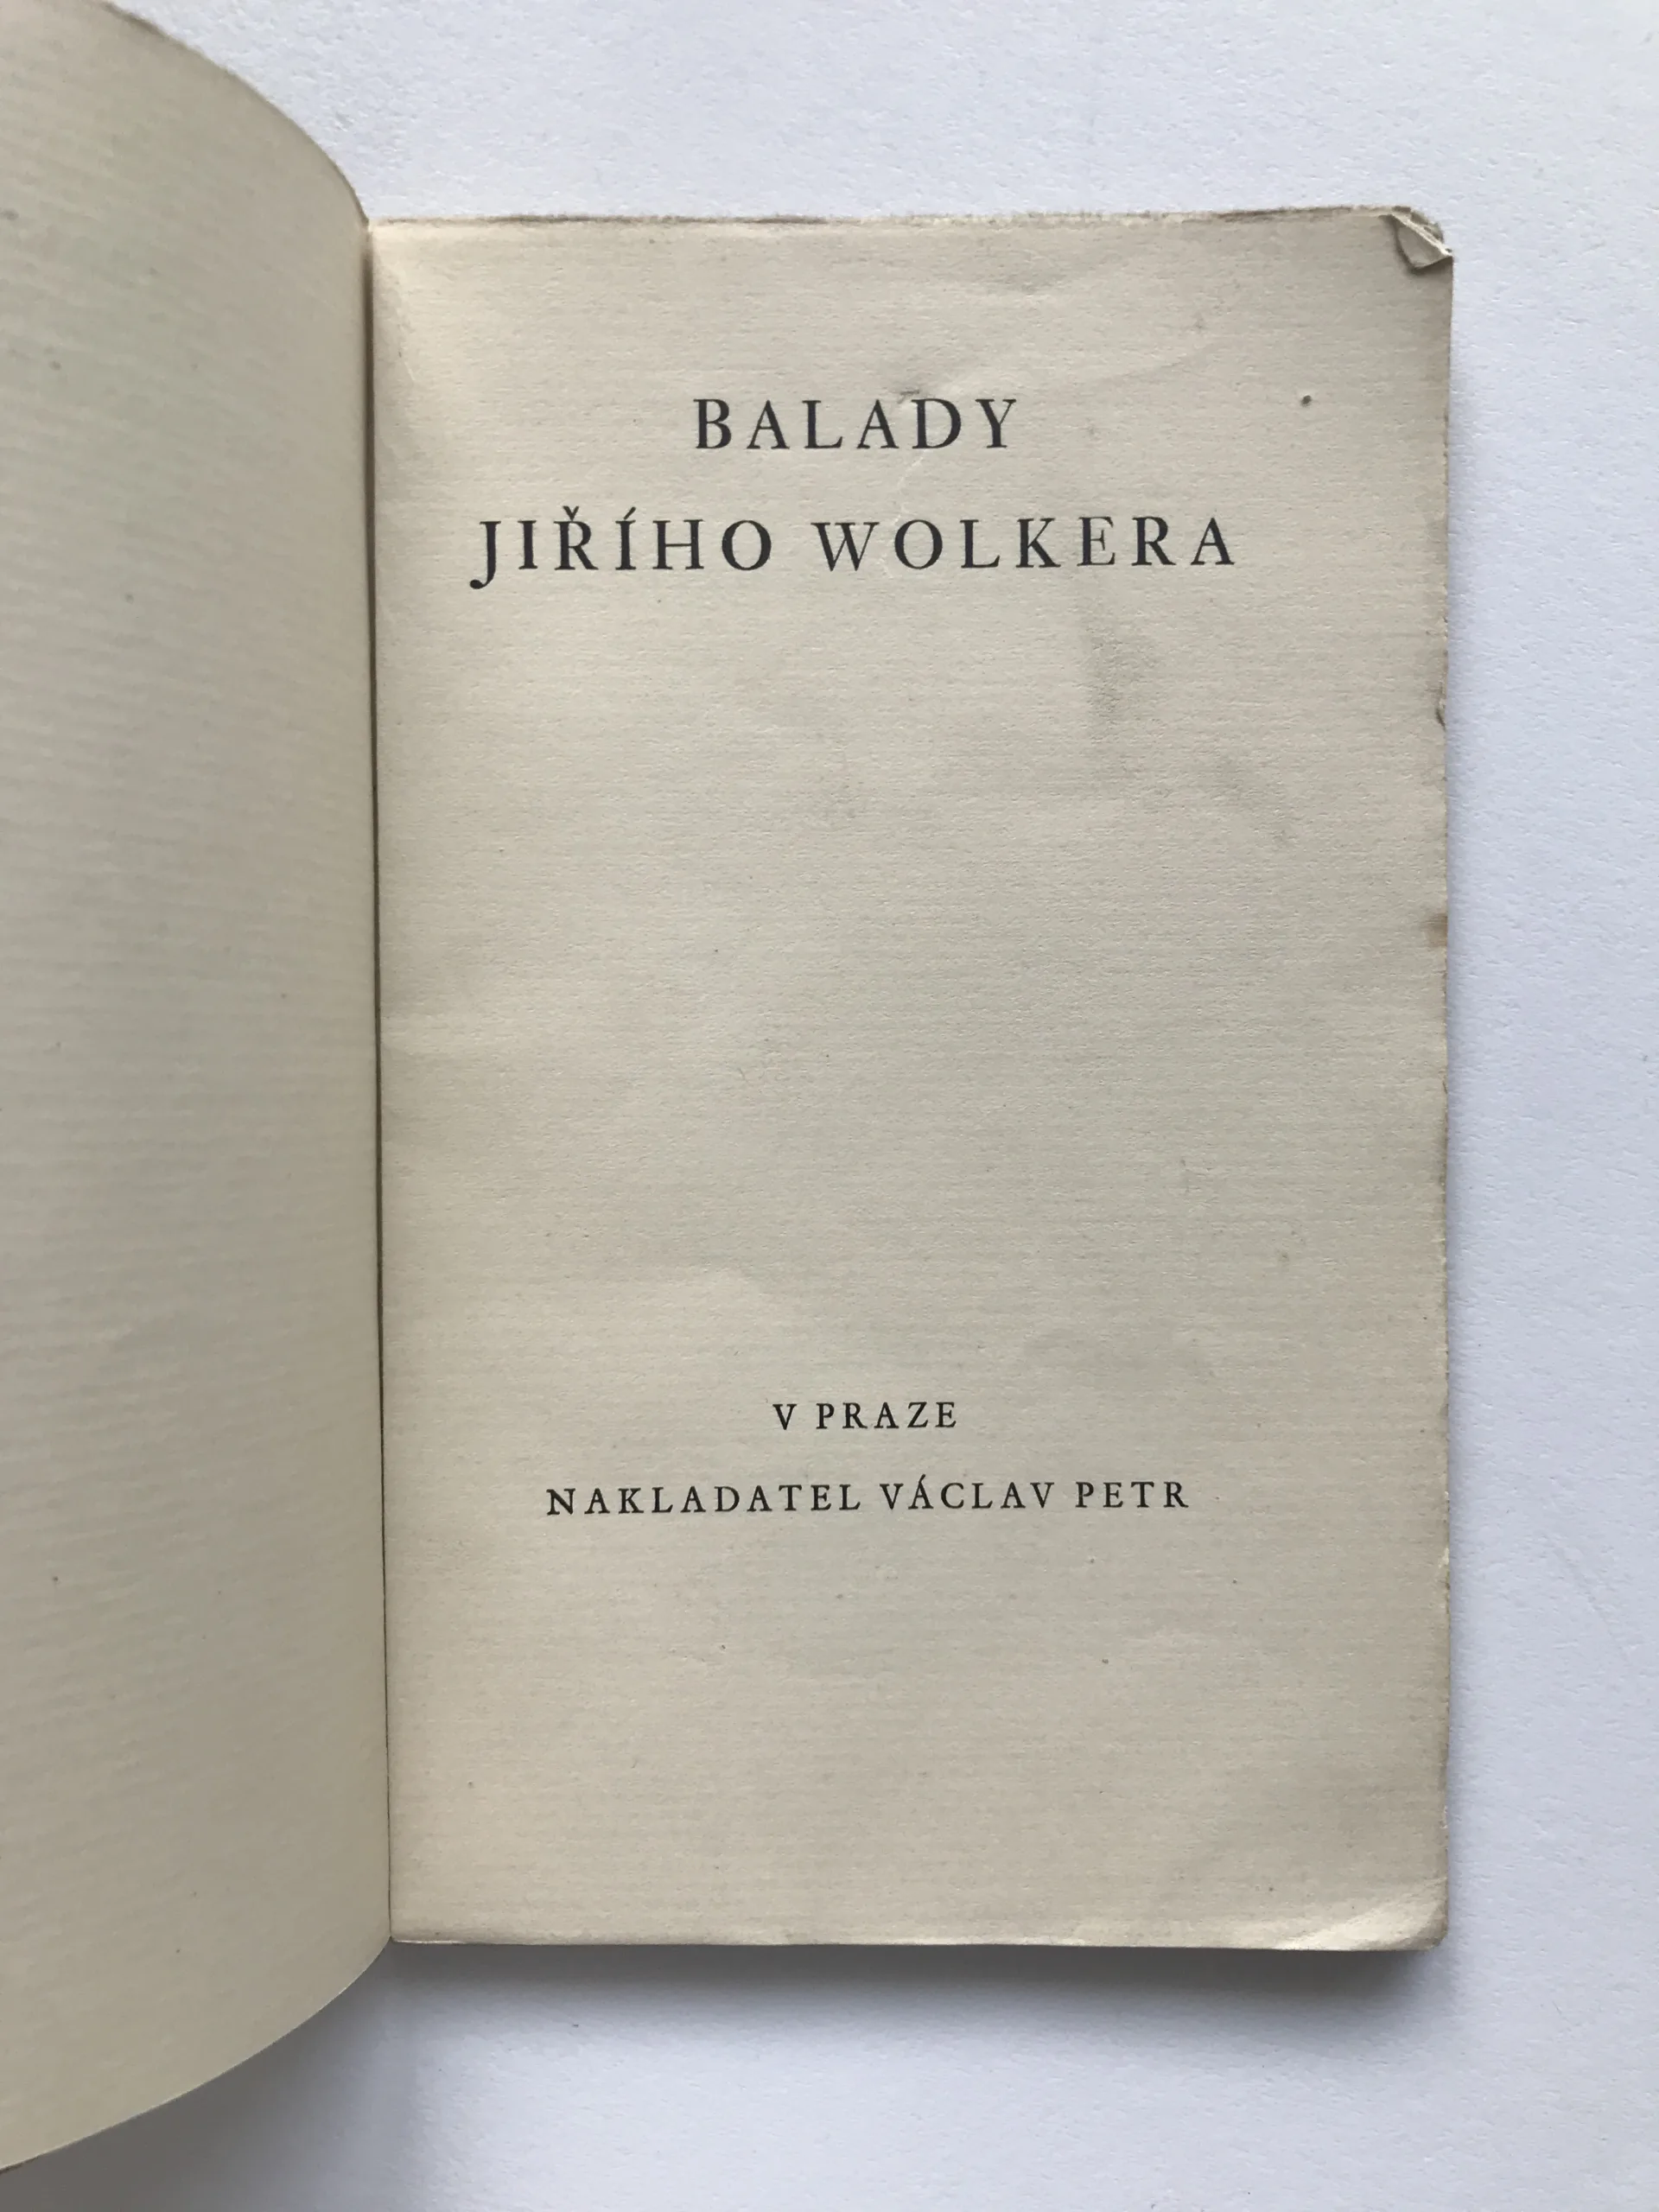 BALADY
JIŘÍHO WOLKERA
V PRAZE
NAKLADATEL VÁCLAV PETR